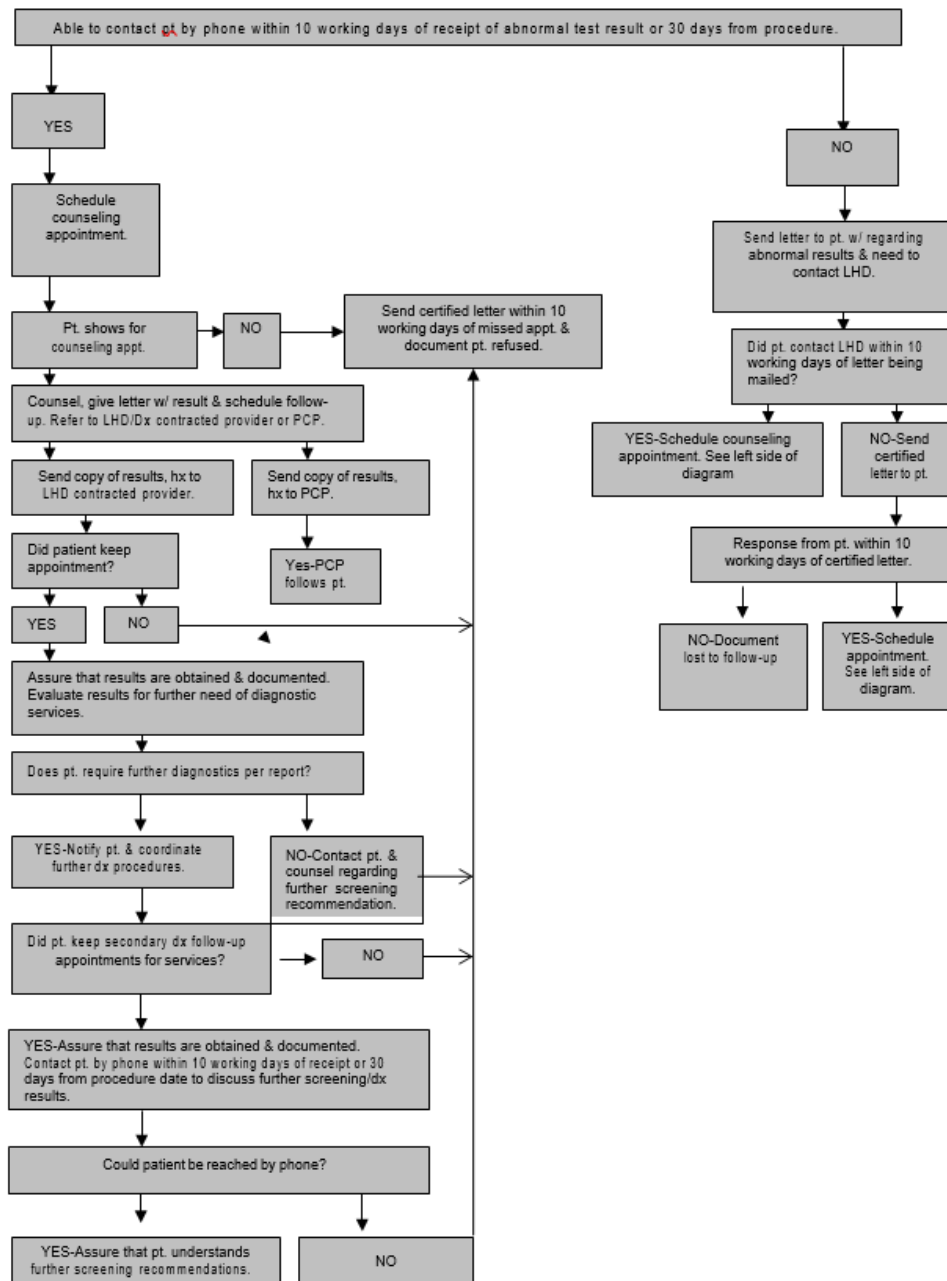 Able to contact pt by phone within 10 working days of receipt of abnormal test result or 30 days from procedure.
YES
NO
Schedule
counseling
appointment.
Send letter to pt. w/ regarding
abnormal results & need to
contact LHD.
Pt. shows for
counseling appt.
NO
Send certified letter within 10
working days of missed appt. &
document pt. refused.
Did pt. contact LHD within 10
working days of letter being
mailed?
Counsel, give letter w/ result & schedule follow-
up. Refer to LHD/Dx contracted provider or PCP.
YES-Schedule counseling
appointment. See left side of
diagram
NO-Send
certified
letter to pt.
Send copy of results, hx to
LHD contracted provider.
Send copy of results,
hx to PCP.
Did patient keep
appointment?
Yes-PCP
follows pt.
Response from pt. within 10
working days of certified letter.
YES
NO
NO-Document
lost to follow-up
YES-Schedule
appointment.
See left side of
diagram.
Assure that results are obtained & documented.
Evaluate results for further need of diagnostic
services.
Does pt. require further diagnostics per report?
YES-Notify pt. & coordinate
further dx procedures.
NO-Contact pt. &
counsel regarding
further screening
recommendation.
Did pt. keep secondary dx follow-up
appointments for services?
NO
YES-Assure that results are obtained & documented.
Contact pt. by phone within 10 working days of receipt or 30
days from procedure date to discuss further screening/dx
results.
Could patient be reached by phone?
YES-Assure that pt. understands
further screening recommendations.
NO